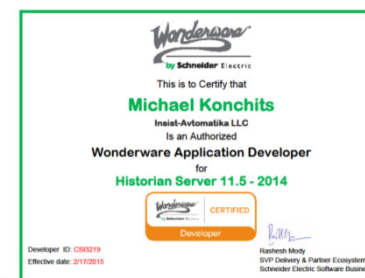 Wonderware
by Schneider Electric
This is to Certify that
Michael Konchits
Insist-Avtomatika LLC
Is an Authorized
Wonderware Application Developer
for
Historian Server 11.5 - 2014
Wonderware
CERTIFIED
Developer
Developer ID: CSI3219
Effective date: 2/17/2015
Rashesh Mody
SVP Delivery & Partner Ecosystem
Schneider Electric Software Busine